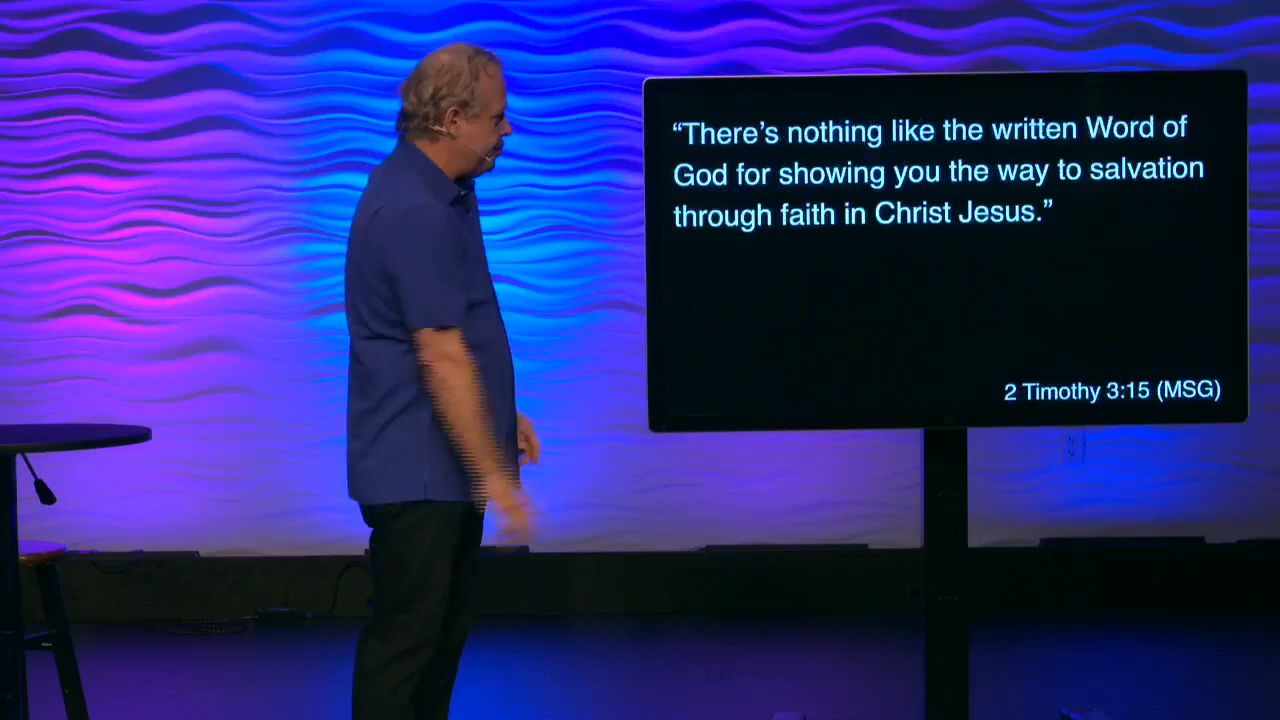 “There’s nothing like the written Word of
God for showing you the way to salvation
through faith in Christ Jesus.”
2 Timothy 3:15 (MSG)